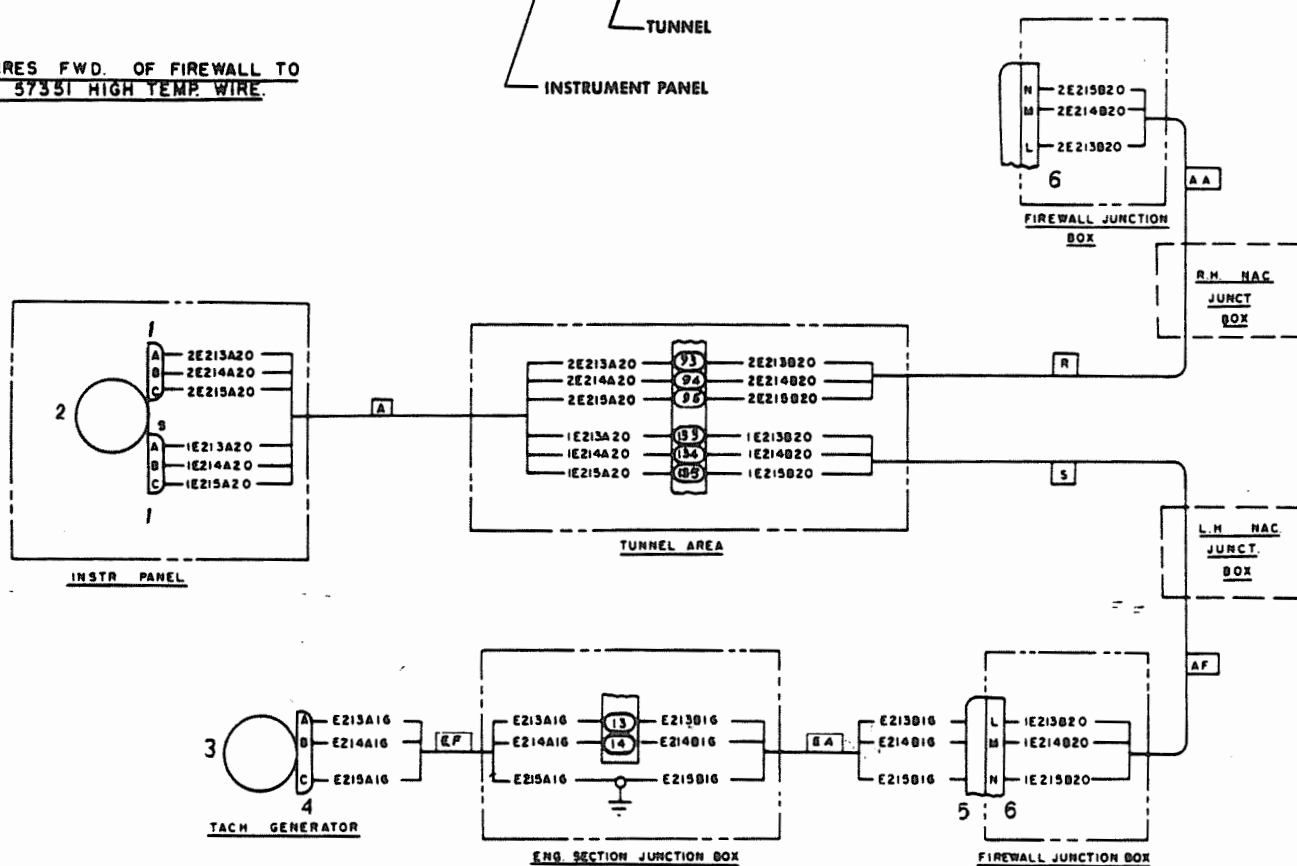 TUNNEL
INSTRUMENT PANEL
RES FWD. OF FIREWALL TO
57351 HIGH TEMP. WIRE.
N 2E215B20
M 2E214B20
L 2E213B20
6
AA
FIREWALL JUNCTION
BOX
R.H. NAC
JUNCT
BOX
1
A 2E213A20
B 2E214A20
C 2E215A20
2
S
A 1E213A20
B 1E214A20
C 1E215A20
1
INSTR PANEL
A
2E213A20 93 2E213B20
2E214A20 94 2E214B20
2E215A20 95 2E215B20
1E213A20 133 1E213B20
1E214A20 134 1E214B20
1E215A20 135 1E215B20
TUNNEL AREA
R
S
L.H NAC.
JUNCT.
BOX
AF
3
A E213A16
B E214A16
C E215A16
4
TACH GENERATOR
EF
E213A16 13 E213B16
E214A16 14 E214B16
E215A16 E215B16
ENG. SECTION JUNCTION BOX
EA
E213B16 L 1E213B20
E214B16 M 1E214B20
E215B16 N 1E215B20
5 6
FIREWALL JUNCTION BOX